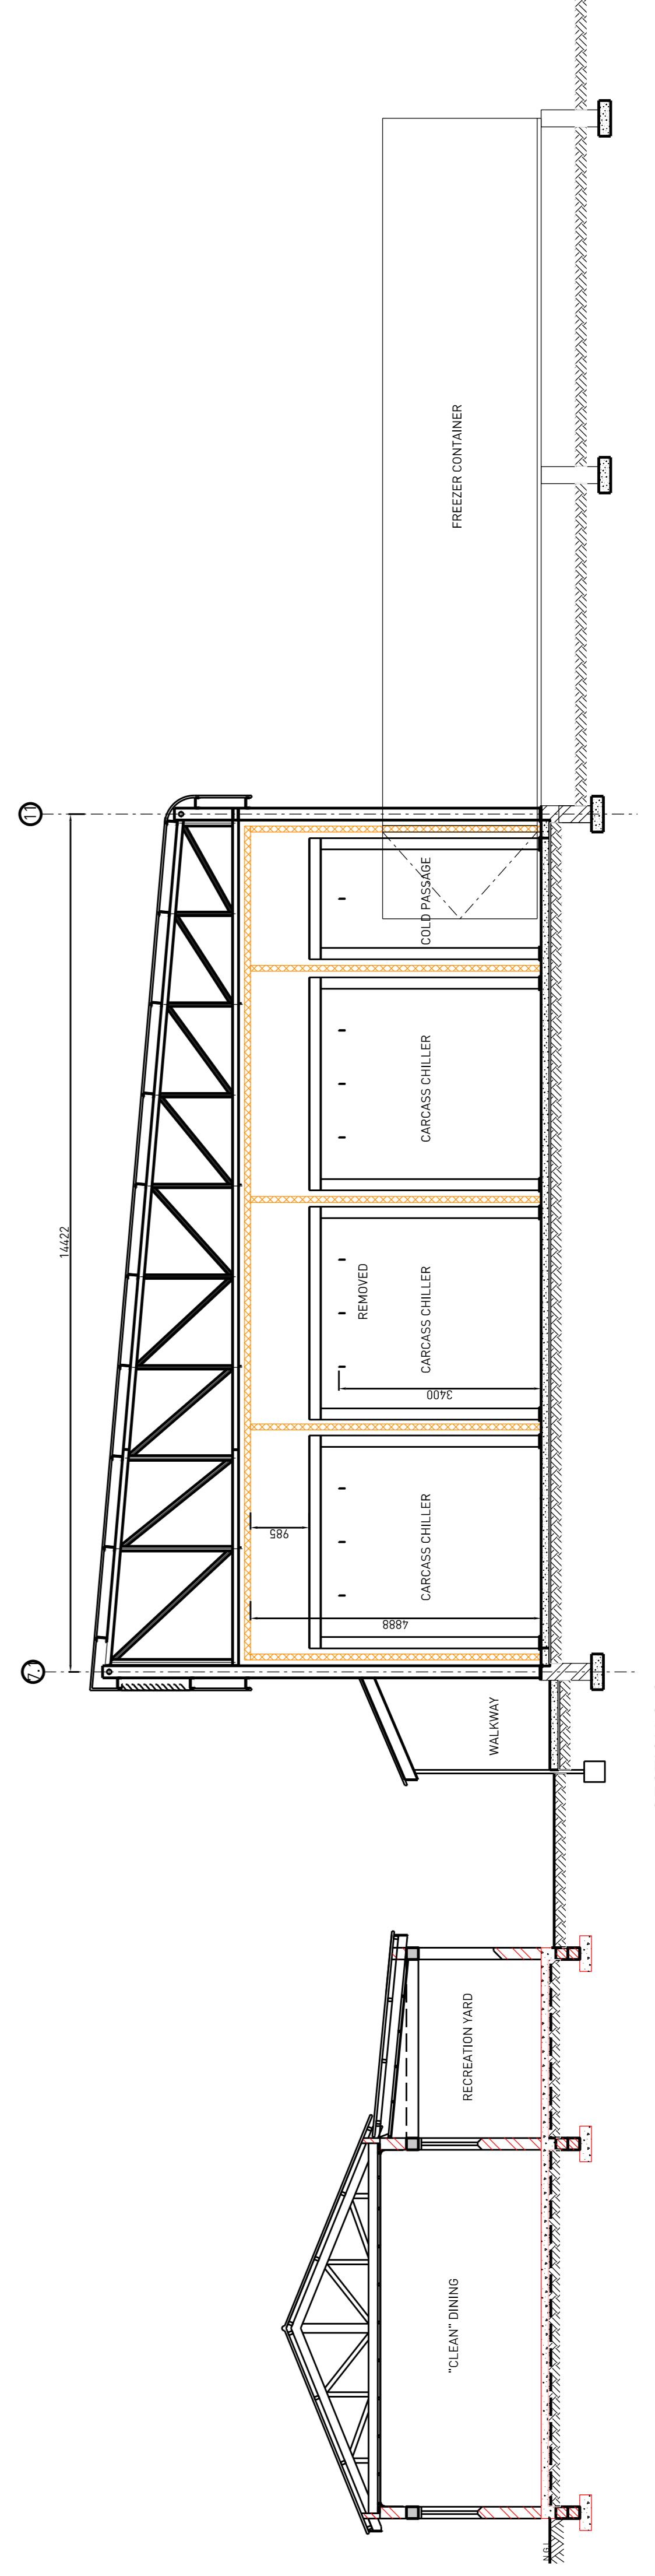 11
FREEZER CONTAINER
COLD PASSAGE
CARCASS CHILLER
14422
REMOVED
CARCASS CHILLER
3400
CARCASS CHILLER
985
4888
7.1
WALKWAY
RECREATION YARD
"CLEAN" DINING